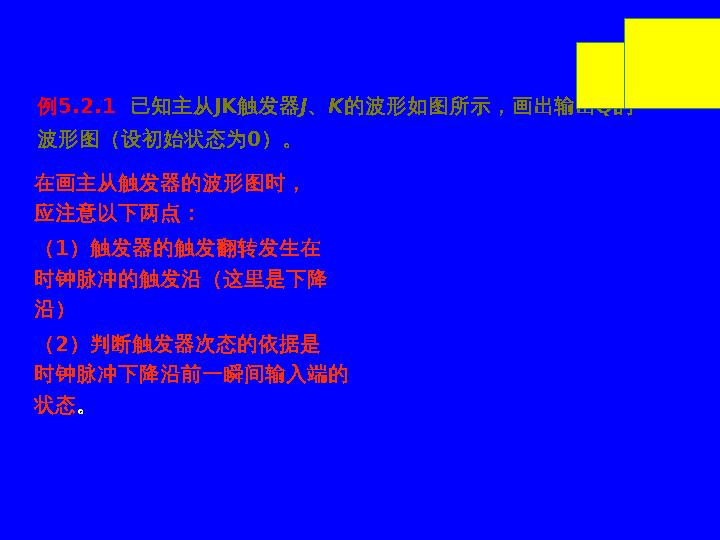 例5.2.1 已知主从JK触发器J、K的波形如图所示，画出输出Q的
波形图（设初始状态为0）。
在画主从触发器的波形图时，
应注意以下两点：
（1）触发器的触发翻转发生在
时钟脉冲的触发沿（这里是下降
沿）
（2）判断触发器次态的依据是
时钟脉冲下降沿前一瞬间输入端的
状态。